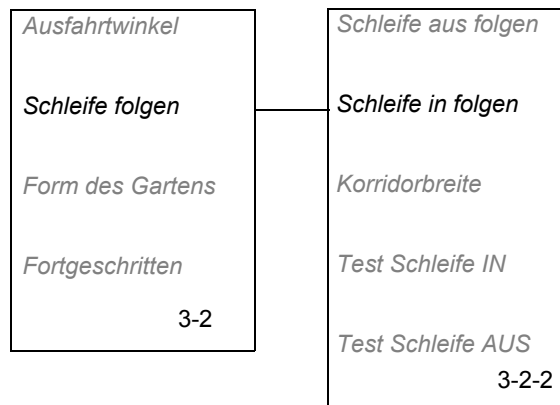 Ausfahrtwinkel
Schleife folgen
Form des Gartens
Fortgeschritten
3-2
Schleife aus folgen
Schleife in folgen
Korridorbreite
Test Schleife IN
Test Schleife AUS
3-2-2